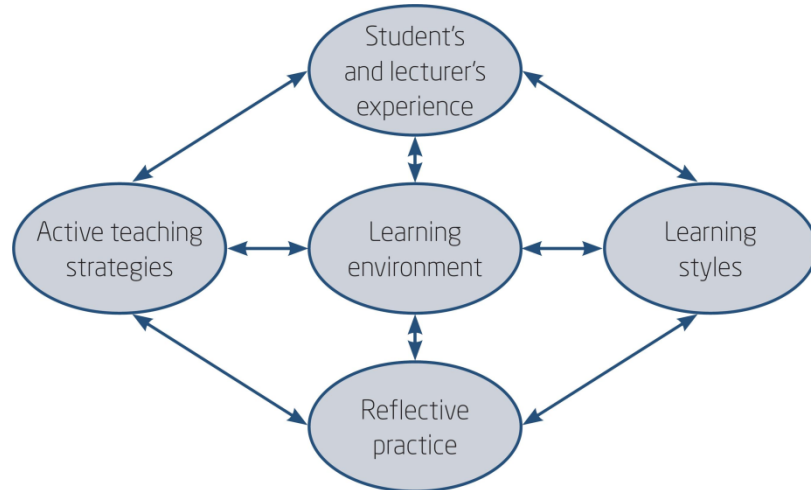 Student's
and lecturer's
experience
Active teaching
strategies
Learning
environment
Learning
styles
Reflective
practice